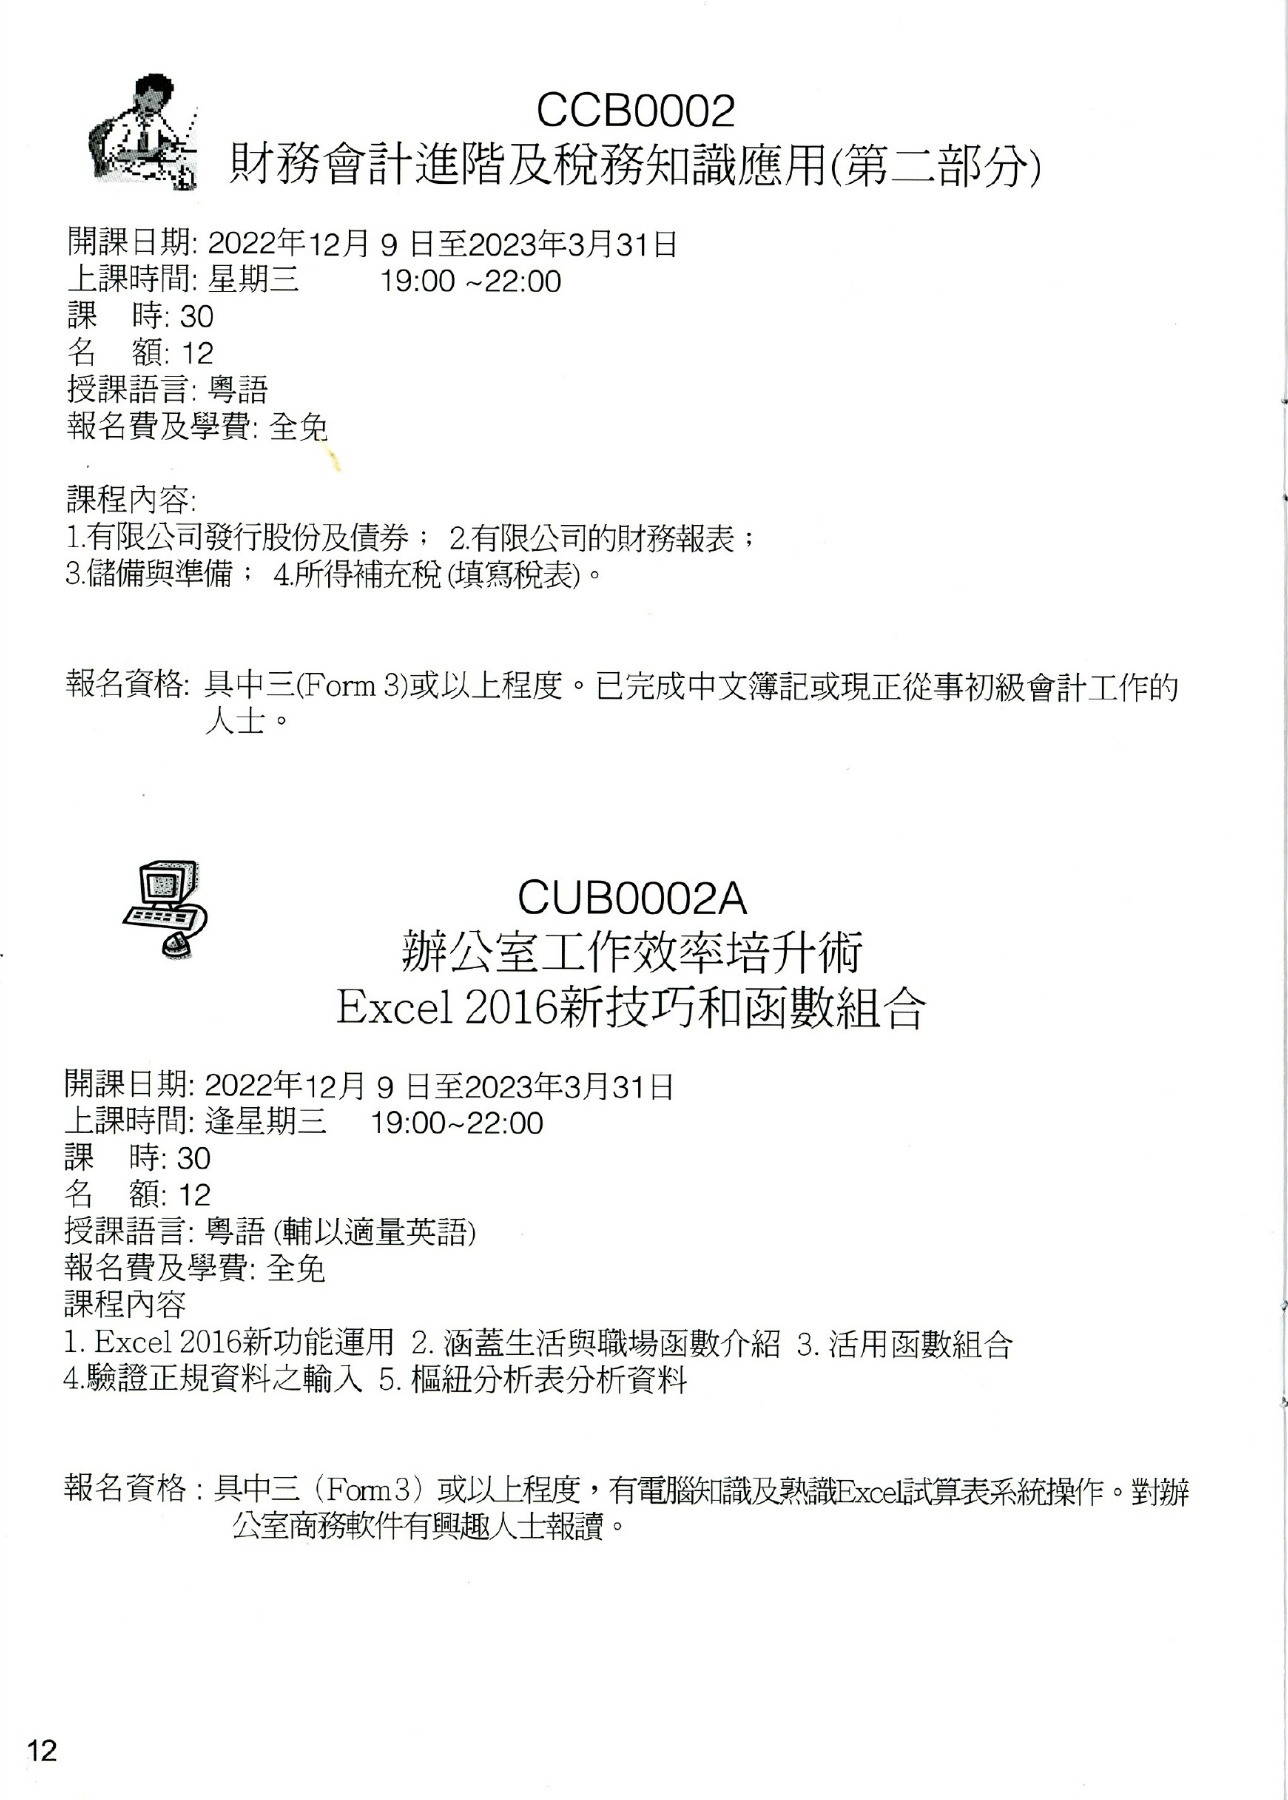 CCB0002
財務會計進階及稅務知識應用(第二部分)
開課日期: 2022年12月 9 日至2023年3月31日
上課時間: 星期三 19:00 ~22:00
課 時: 30
名 額: 12
授課語言: 粵語
報名費及學費: 全免
課程內容:
1.有限公司發行股份及債券； 2.有限公司的財務報表；
3.儲備與準備； 4.所得補充稅(填寫稅表)。
報名資格: 具中三(Form 3)或以上程度。已完成中文簿記或現正從事初級會計工作的
人士。
CUB0002A
辦公室工作效率培升術
Excel 2016新技巧和函數組合
開課日期: 2022年12月 9 日至2023年3月31日
上課時間: 逢星期三 19:00~22:00
課 時: 30
名 額: 12
授課語言: 粵語 (輔以適量英語)
報名費及學費: 全免
課程內容
1. Excel 2016新功能運用 2. 涵蓋生活與職場函數介紹 3. 活用函數組合
4.驗證正規資料之輸入 5. 樞紐分析表分析資料
報名資格：具中三（Form 3）或以上程度，有電腦知識及熟識Excel試算表系統操作。對辦
公室商務軟件有興趣人士報讀。
12